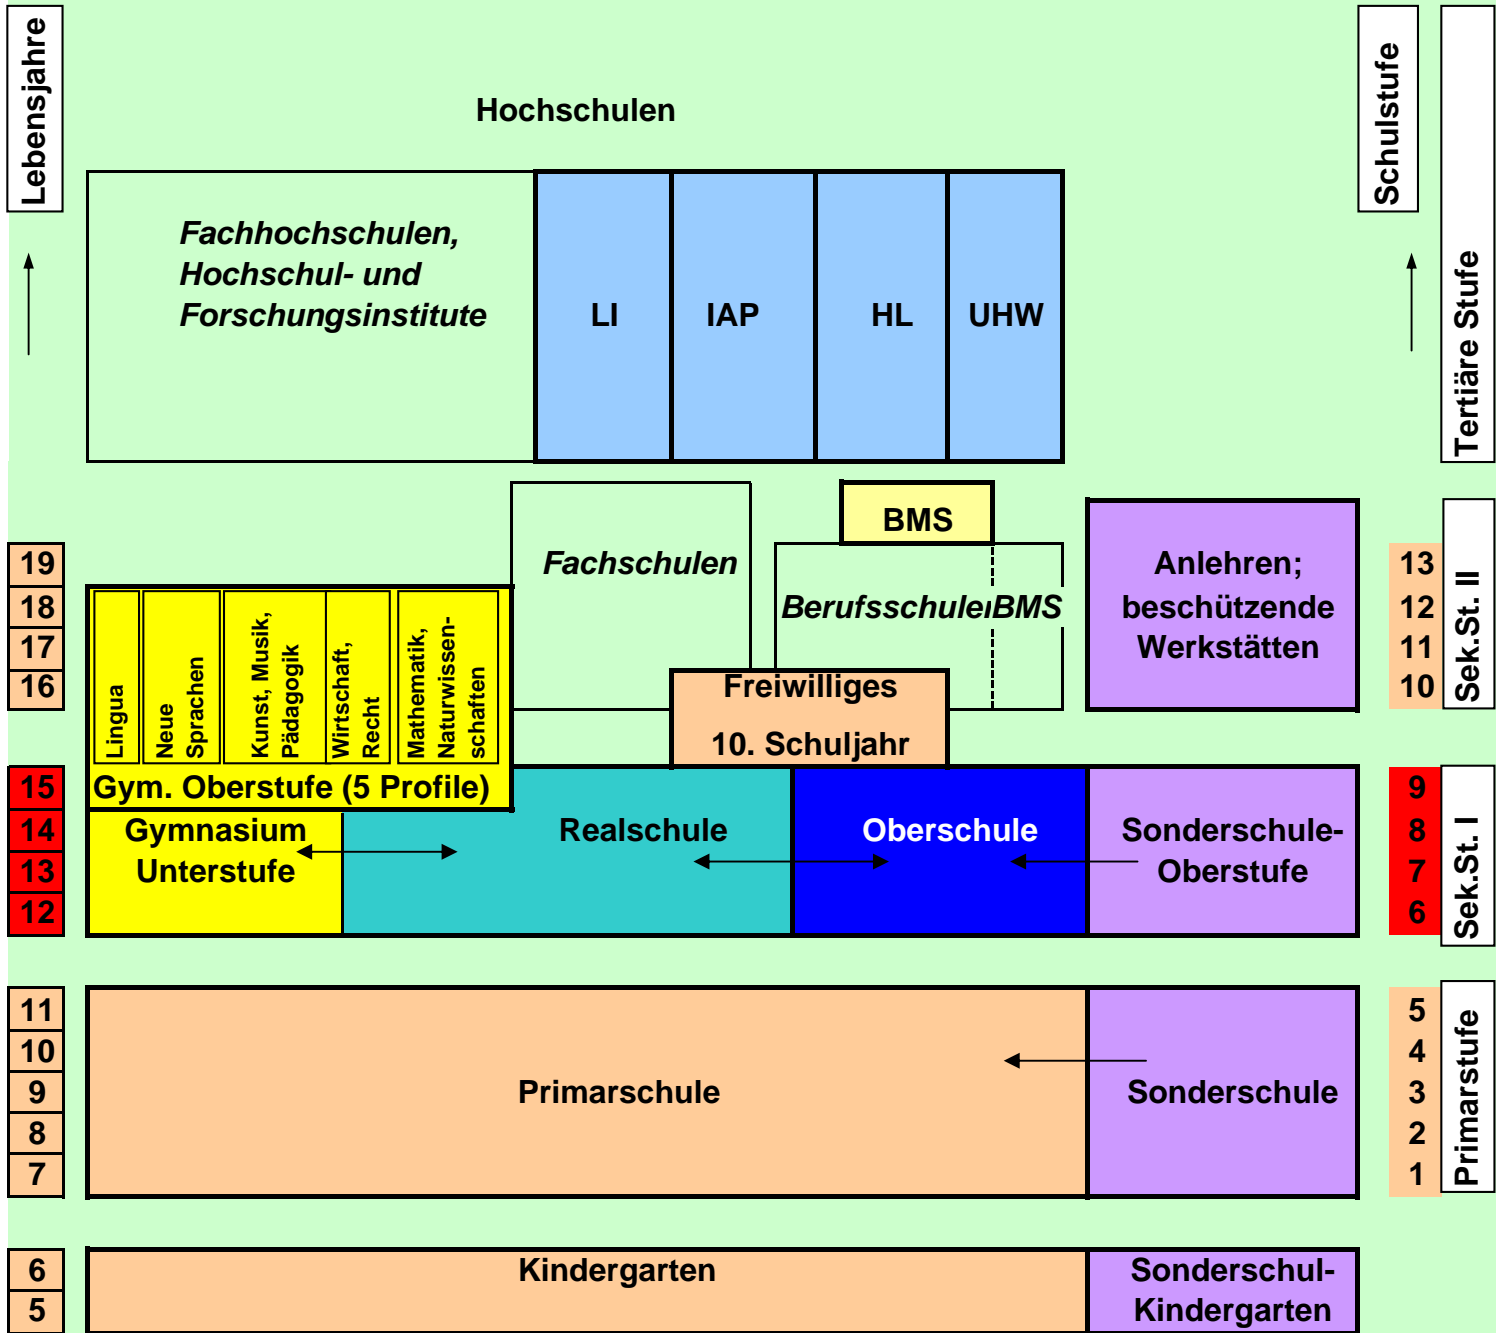 Lebensjahre
Schulstufe
Tertiäre Stufe
Hochschulen
Fachhochschulen,
Hochschul- und
Forschungsinstitute
LI
IAP
HL
UHW
BMS
Fachschulen
Berufsschulen
BMS
Anlehren;
beschützende
Werkstätten
19
18
17
16
13
12
11
10
Sek.St. II
Lingua
Neue
Sprachen
Kunst, Musik,
Pädagogik
Wirtschaft,
Recht
Mathematik,
Naturwissen-
schaften
Freiwilliges
10. Schuljahr
Gym. Oberstufe (5 Profile)
15
14
13
12
Gymnasium
Unterstufe
Realschule
Oberschule
Sonderschule-
Oberstufe
9
8
7
6
Sek.St. I
11
10
9
8
7
Primarschule
Sonderschule
5
4
3
2
1
Primarstufe
6
5
Kindergarten
Sonderschul-
Kindergarten